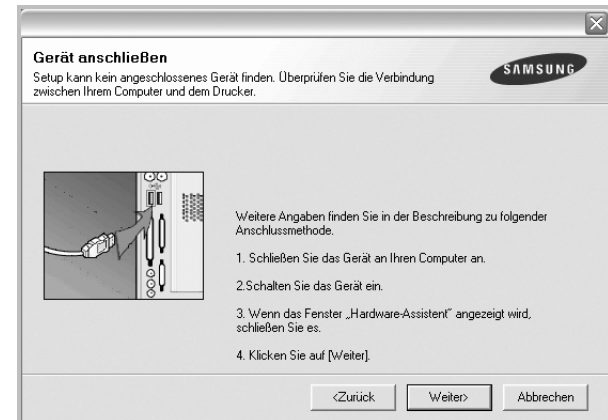 Gerät anschließen
Setup kann kein angeschlossenes Gerät finden. Überprüfen Sie die Verbindung
zwischen Ihrem Computer und dem Drucker.
SAMSUNG
Weitere Angaben finden Sie in der Beschreibung zu folgender
Anschlussmethode.
1. Schließen Sie das Gerät an Ihren Computer an.
2.Schalten Sie das Gerät ein.
3. Wenn das Fenster „Hardware-Assistent" angezeigt wird,
schließen Sie es.
4. Klicken Sie auf [Weiter].
<Zurück
Weiter>
Abbrechen